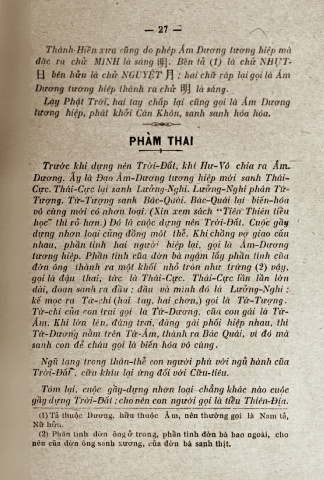 — 27 —
Thánh-Hiền xưa cũng do phép Âm Dương tương hiệp mà
đặc ra chữ MINH là sáng 明. Bên tả (1) là chữ NHỰT-
日 bên hữu là chữ NGUYỆT 月; hai chữ ráp lại gọi là Âm
Dương tương hiệp thành ra chữ 明 là sáng.
Lạy Phật Trời, hai tay chấp lại cũng gọi là Âm Dương
tương hiệp, phát khởi Càn Khôn, sanh sanh hóa hóa.
PHÀM THAI
Trước khi dựng nên Trời-Đất, khí Hư-Vô chia ra Âm-
Dương. Ấy là Đạo Âm-Dương tương hiệp mới sanh Thái-
Cực. Thái-Cực lại sanh Lưỡng-Nghi. Lưỡng-Nghi phân Tứ-
Tượng. Tứ-Tượng sanh Bác-Quái. Bác-Quái lại biến-hóa
vô cùng mới có nhơn loại. (Xin xem sách "Tiên Thiên tiểu
học" thì rõ hơn.) Đó là cuộc dựng nên Trời-Đất. Cuộc gầy
dựng nhơn loại cũng đồng một thể. Khi chồng vợ giao cấu
nhau, phần tinh hai người hiệp lại, gọi là Âm-Dương
tương hiệp. Phần tinh của đờn bà ngậm lấy phần tinh của
đờn ông thành ra một khối nhỏ tròn như trứng (2) nầy,
gọi là đậu thai, tức là Thái-Cực. Thái-Cực lần lần lớn
dài, đoạn sanh ra đầu; đầu và mình đó là Lưỡng-Nghi;
kế mọc ra Tứ-chi (hai tay, hai chơn,) gọi là Tứ-Tượng.
Tứ-chi của con trai gọi là Tứ-Dương, của con gái là Tứ-
Âm. Khi lớn lên, đáng trai, đáng gái phối hiệp nhau, thì
Tứ-Dương nằm trên Tứ-Âm, thành ra Bác Quái, vì đó mà
sanh con đẻ cháu gọi là biến hóa vô cùng.
Ngũ tạng trong thân-thể con người phù với ngũ hành của
Trời-Đất, cửu khiếu lại ứng đối với Cửu-tiêu.
Tóm lại, cuộc gầy-dựng nhơn loại chẳng khác nào cuộc
gầy dựng Trời-Đất; cho nên con người gọi là tiểu Thiên-Địa.
(1) Tả thuộc Dương, hữu thuộc Âm, nên thường gọi là Nam tả,
Nữ hữu.
(2) Phần tinh đờn ông ở trong, phần tinh đờn bà bao ngoài, cho
nên của đờn ông sanh xương, của đờn bà sanh thịt.